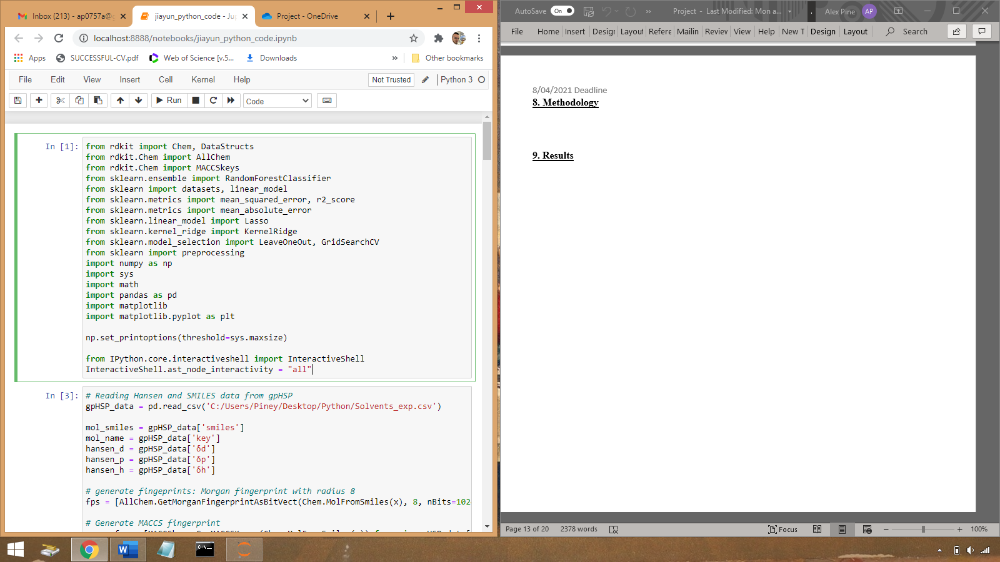 Inbox (213) - ap0757a@g
jiayun_python_code - Ju
Project - OneDrive
localhost:8888/notebooks/jiayun_python_code.ipynb
Apps
SUCCESSFUL-CV.pdf
Web of Science [v.5...
Downloads
»
Other bookmarks
File Edit View Insert Cell Kernel Help
Not Trusted
Python 3
Run
Code
In [1]:
from rdkit import Chem, DataStructs
from rdkit.Chem import AllChem
from rdkit.Chem import MACCSkeys
from sklearn.ensemble import RandomForestClassifier
from sklearn import datasets, linear_model
from sklearn.metrics import mean_squared_error, r2_score
from sklearn.metrics import mean_absolute_error
from sklearn.linear_model import Lasso
from sklearn.kernel_ridge import KernelRidge
from sklearn.model_selection import LeaveOneOut, GridSearchCV
from sklearn import preprocessing
import numpy as np
import sys
import math
import pandas as pd
import matplotlib
import matplotlib.pyplot as plt
np.set_printoptions(threshold=sys.maxsize)
from IPython.core.interactiveshell import InteractiveShell
InteractiveShell.ast_node_interactivity = "all"
In [3]:
# Reading Hansen and SMILES data from gpHSP
gpHSP_data = pd.read_csv('C:/Users/Piney/Desktop/Python/Solvents_exp.csv')
mol_smiles = gpHSP_data['smiles']
mol_name = gpHSP_data['key']
hansen_d = gpHSP_data['δd']
hansen_p = gpHSP_data['δp']
hansen_h = gpHSP_data['δh']
# generate fingeprints: Morgan fingerprint with radius 8
fps = [AllChem.GetMorganFingerprintAsBitVect(Chem.MolFromSmiles(x), 8, nBits=102
# Generate MACCS fingerprint
AutoSave On
»
Project - Last Modified: Mon a...
Alex Pine AP
File Home Insert Desigr Layou Refere Mailin Review View Help New T Design Layout Search
8/04/2021 Deadline
8. Methodology
9. Results
Page 13 of 20 2378 words
Focus
100%